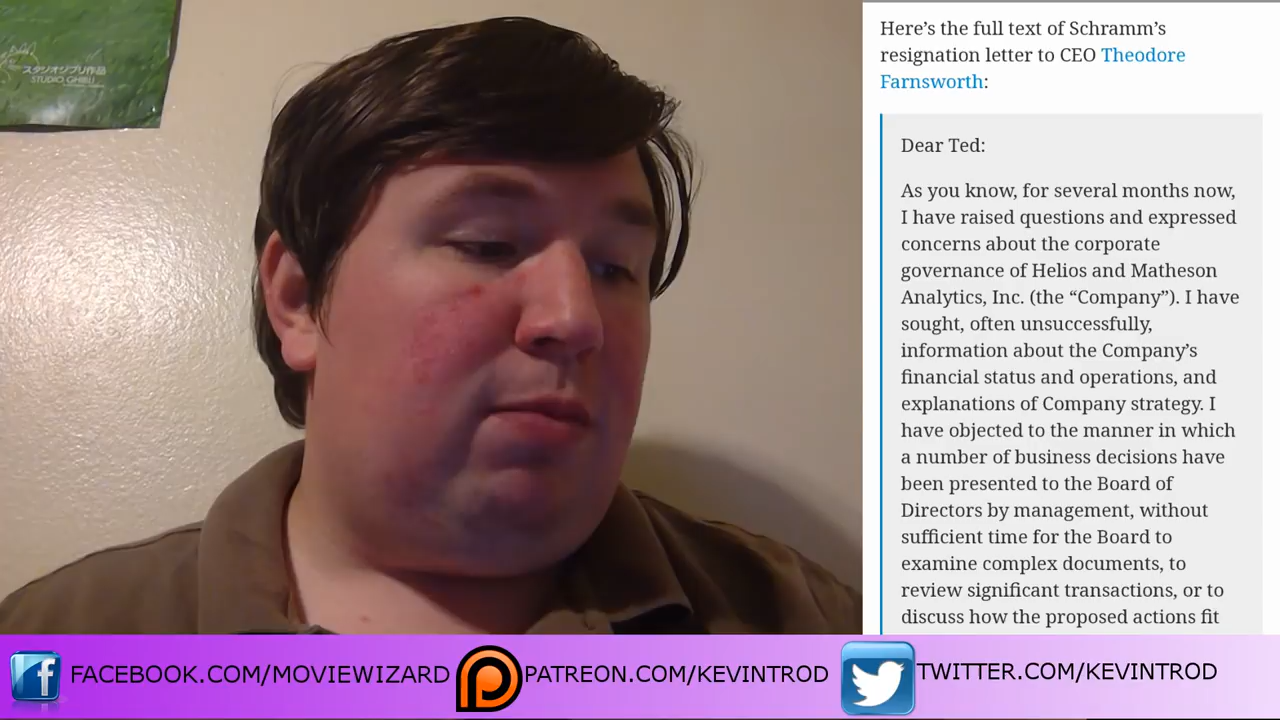 スタジオジブリ作品
STUDIO GHIBLI
Here’s the full text of Schramm’s
resignation letter to CEO Theodore
Farnsworth:
Dear Ted:
As you know, for several months now,
I have raised questions and expressed
concerns about the corporate
governance of Helios and Matheson
Analytics, Inc. (the “Company”). I have
sought, often unsuccessfully,
information about the Company’s
financial status and operations, and
explanations of Company strategy. I
have objected to the manner in which
a number of business decisions have
been presented to the Board of
Directors by management, without
sufficient time for the Board to
examine complex documents, to
review significant transactions, or to
discuss how the proposed actions fit
FACEBOOK.COM/MOVIEWIZARD
PATREON.COM/KEVINTROD
TWITTER.COM/KEVINTROD